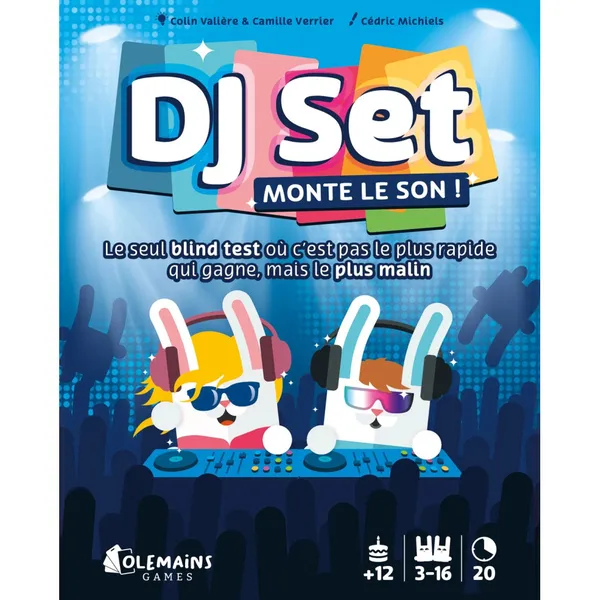 Colin Valière & Camille Verrier Cédric Michiels
DJ Set
MONTE LE SON !
Le seul blind test où c'est pas le plus rapide
qui gagne, mais le plus malin
OLEMAINS
GAMES
+12 3-16 20